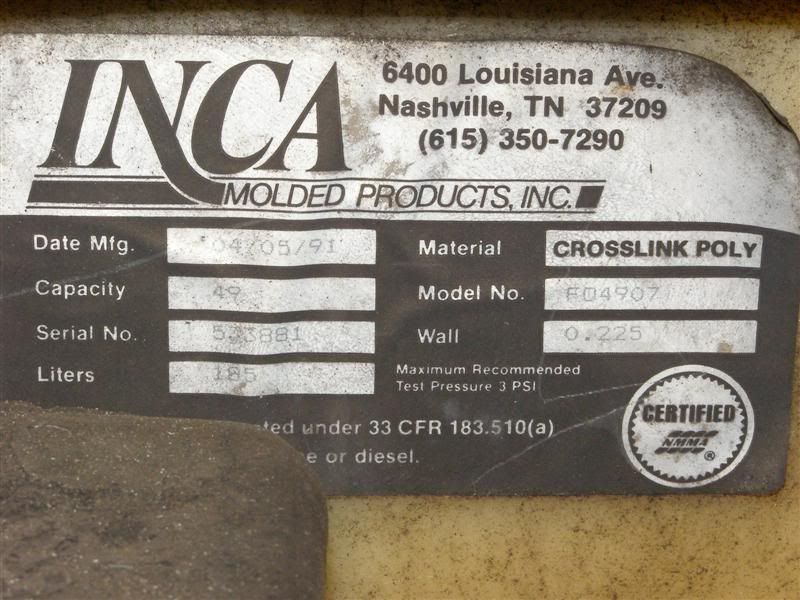 INCA
MOLDED PRODUCTS, INC.
6400 Louisiana Ave.
Nashville, TN 37209
(615) 350-7290
Date Mfg. 04/05/91
Capacity 49
Serial No. 533881
Liters 185
Material CROSSLINK POLY
Model No. F04907
Wall 0.225
Maximum Recommended
Test Pressure 3 PSI
under 33 CFR 183.510(a)
or diesel.
CERTIFIED
NMMA
®